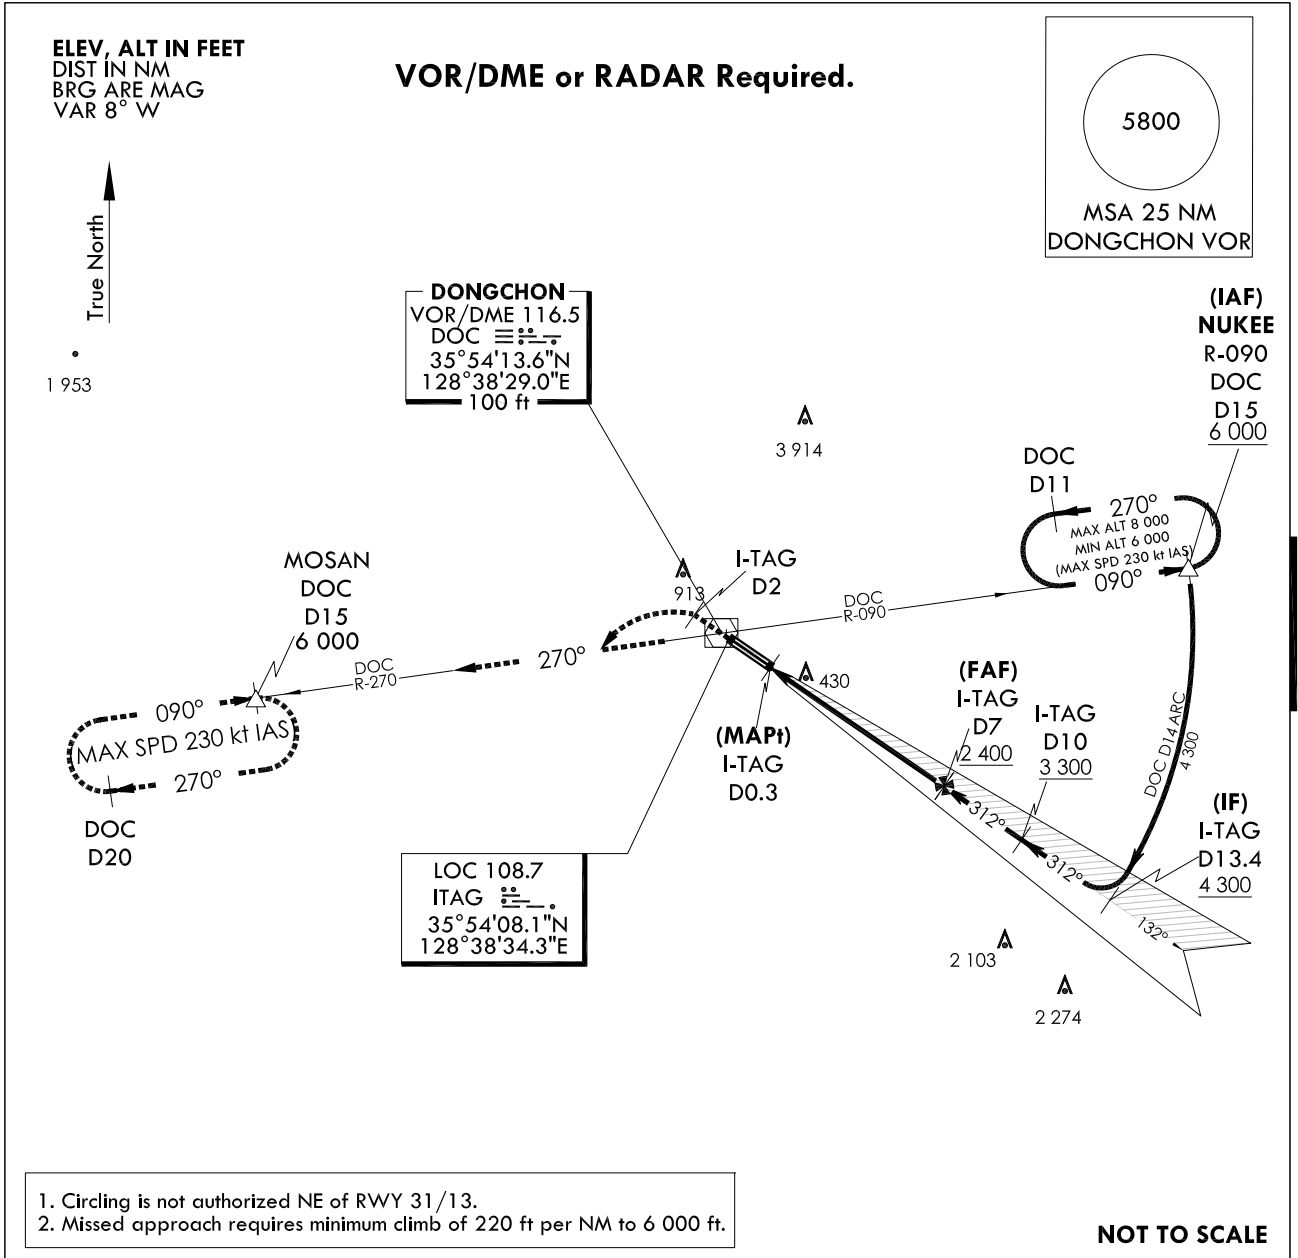 ELEV, ALT IN FEET
DIST IN NM
BRG ARE MAG
VAR 8° W
VOR/DME or RADAR Required.
5800
MSA 25 NM
DONGCHON VOR
True North
1 953
DONGCHON
VOR/DME 116.5
DOC
35°54'13.6"N
128°38'29.0"E
100 ft
3 914
(IAF)
NUKEE
R-090
DOC
D15
6 000
DOC
D11
270°
MAX ALT 8 000
MIN ALT 6 000
(MAX SPD 230 kt IAS)
090°
MOSAN
DOC
D15
6 000
913
I-TAG
D2
DOC
R-090
270°
DOC
R-270
090°
MAX SPD 230 kt IAS
270°
DOC
D20
430
(MAPt)
I-TAG
D0.3
(FAF)
I-TAG
D7
2 400
I-TAG
D10
3 300
DOC D14 ARC
4 300
(IF)
I-TAG
D13.4
4 300
312°
312°
132°
LOC 108.7
ITAG
35°54'08.1"N
128°38'34.3"E
2 103
2 274
1. Circling is not authorized NE of RWY 31/13.
2. Missed approach requires minimum climb of 220 ft per NM to 6 000 ft.
NOT TO SCALE